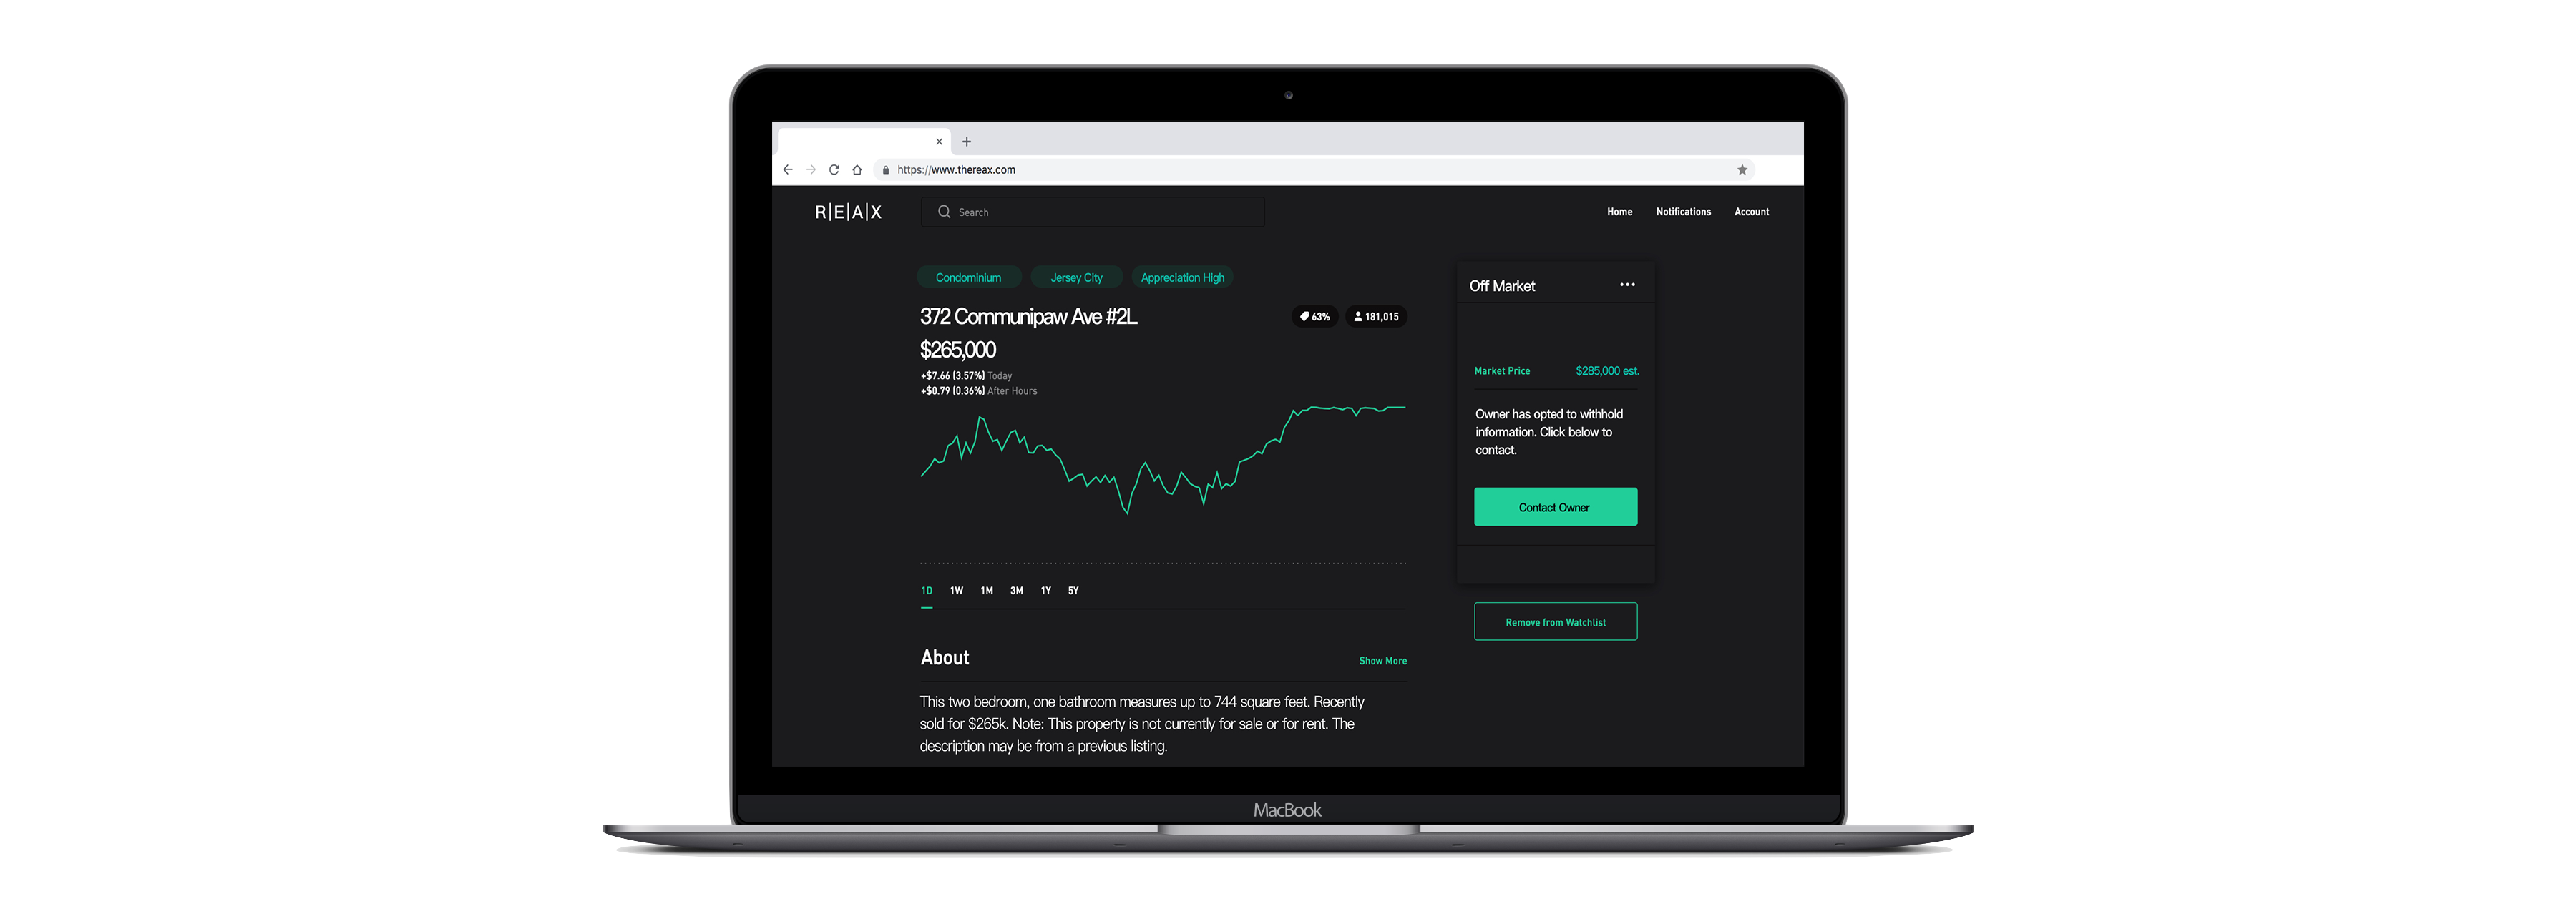 https://www.thereax.com
R|E|A|X
Search
Home
Notifications
Account
Condominium
Jersey City
Appreciation High
372 Communipaw Ave #2L
63%
181,015
$265,000
+$7.66 (3.57%) Today
+$0.79 (0.36%) After Hours
1D
1W
1M
3M
1Y
5Y
About
Show More
This two bedroom, one bathroom measures up to 744 square feet. Recently
sold for $265k. Note: This property is not currently for sale or for rent. The
description may be from a previous listing.
Off Market
Market Price
$285,000 est.
Owner has opted to withhold
information. Click below to
contact.
Contact Owner
Remove from Watchlist
MacBook